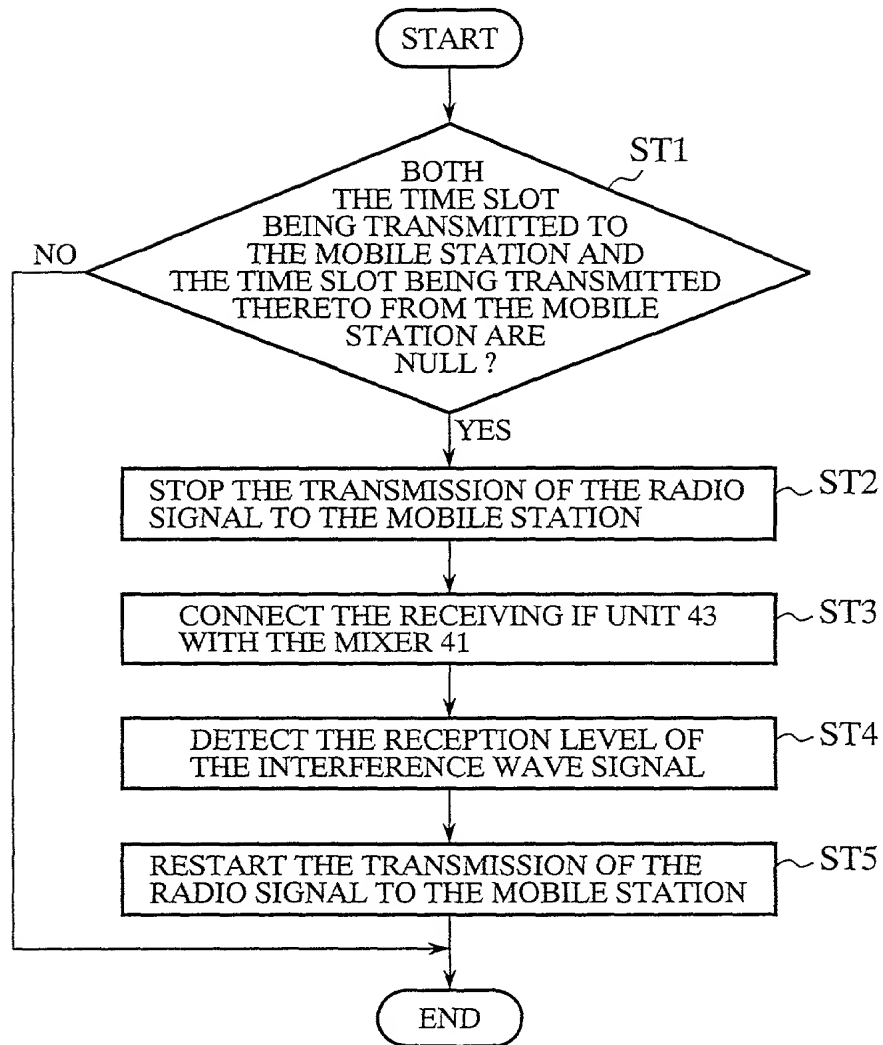 START
ST1
BOTH
THE TIME SLOT
BEING TRANSMITTED TO
THE MOBILE STATION AND
THE TIME SLOT BEING TRANSMITTED
THERETO FROM THE MOBILE
STATION ARE
NULL ?
NO
YES
STOP THE TRANSMISSION OF THE RADIO
SIGNAL TO THE MOBILE STATION
ST2
CONNECT THE RECEIVING IF UNIT 43
WITH THE MIXER 41
ST3
DETECT THE RECEPTION LEVEL OF
THE INTERFERENCE WAVE SIGNAL
ST4
RESTART THE TRANSMISSION OF THE
RADIO SIGNAL TO THE MOBILE STATION
ST5
END